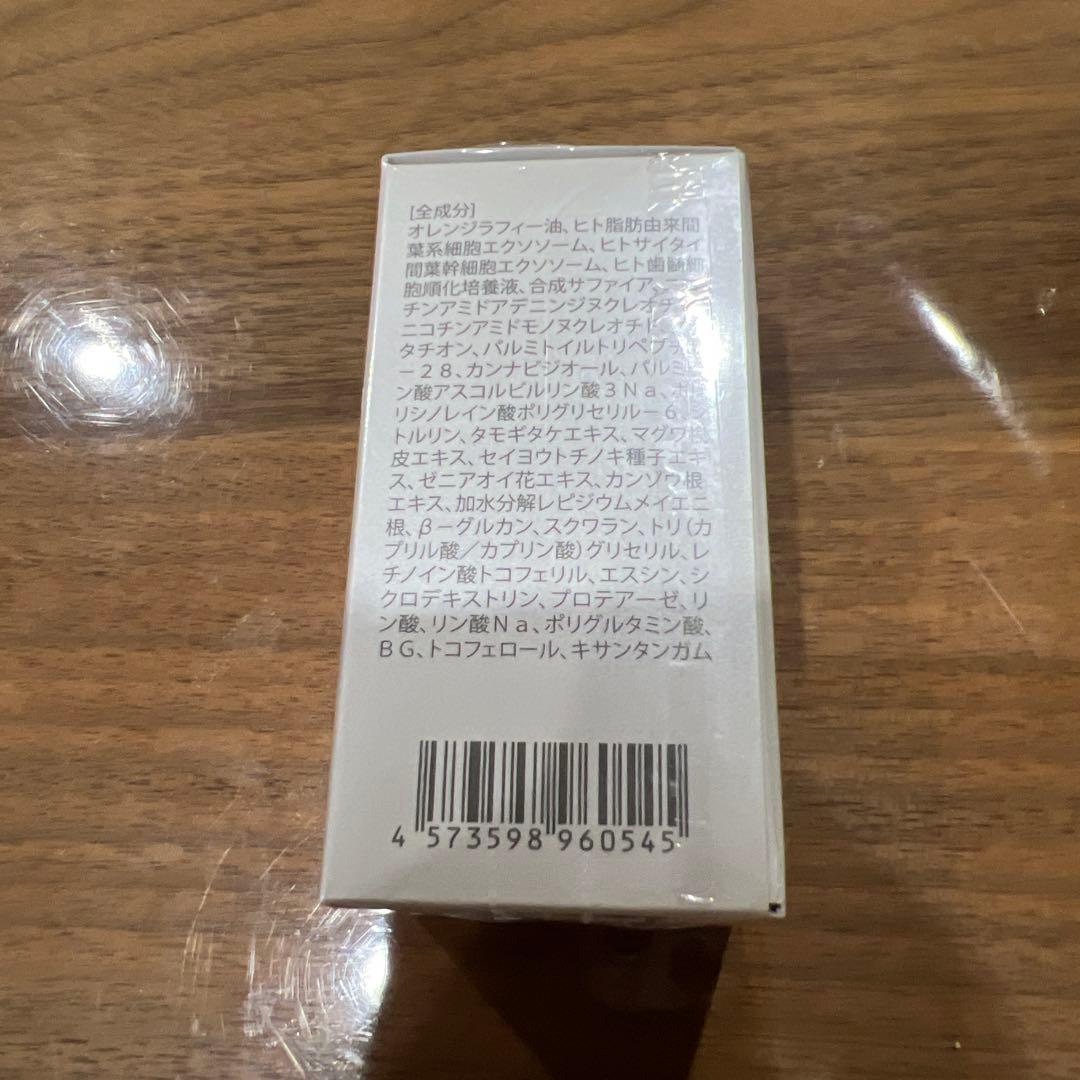 [全成分]
オレンジラフィー油、ヒト脂肪由来間
葉系細胞エクソソーム、ヒトサイタイ
間葉幹細胞エクソソーム、ヒト歯髄細
胞順化培養液、合成サファイア、
チンアミドアデニンジヌクレオチ
ニコチンアミドモノヌクレオチド
タチオン、パルミトイルトリペプチ
－28、カンナビジオール、パルミ
ン酸アスコルビルリン酸3Na、ポ
リシノレイン酸ポリグリセリル－6、シ
トルリン、タモギタケエキス、マグワ根
皮エキス、セイヨウトチノキ種子エキ
ス、ゼニアオイ花エキス、カンゾウ根
エキス、加水分解レピジウムメイエニ
根、β－グルカン、スクワラン、トリ(カ
プリル酸／カプリン酸)グリセリル、レ
チノイン酸トコフェリル、エスシン、シ
クロデキストリン、プロテアーゼ、リ
ン酸、リン酸Na、ポリグルタミン酸、
BG、トコフェロール、キサンタンガム
4 573598 960545